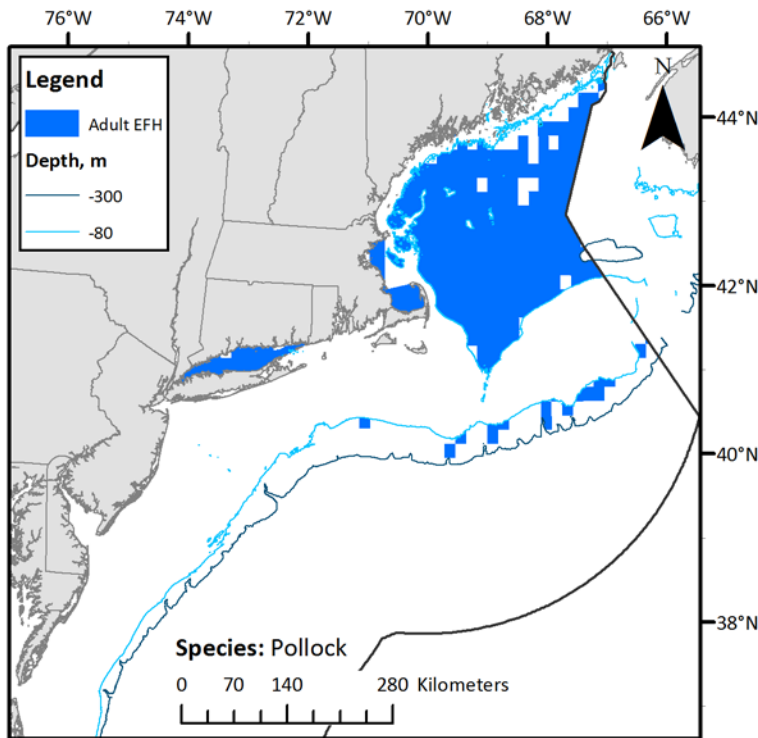 76°W 74°W 72°W 70°W 68°W 66°W
Legend
Adult EFH
Depth, m
-300
-80
N
44°N
42°N
40°N
38°N
Species: Pollock
0 70 140 280 Kilometers